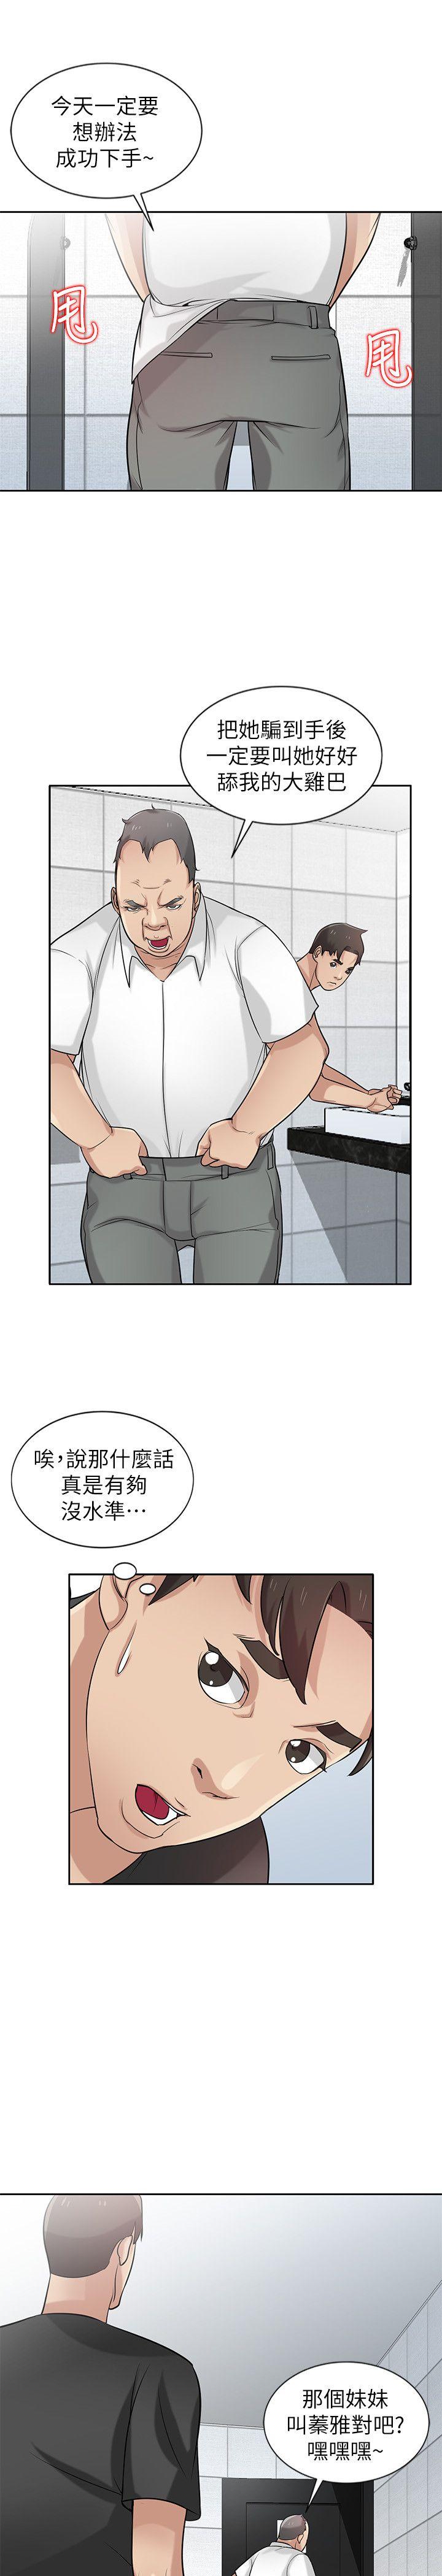 今天一定要
想辦法
成功下手~
甩
甩
把她騙到手後
一定要叫她好好
舔我的大雞巴
唉，說那什麼話
真是有夠
沒水準…
那個妹妹
叫蓁雅對吧?
嘿嘿嘿~